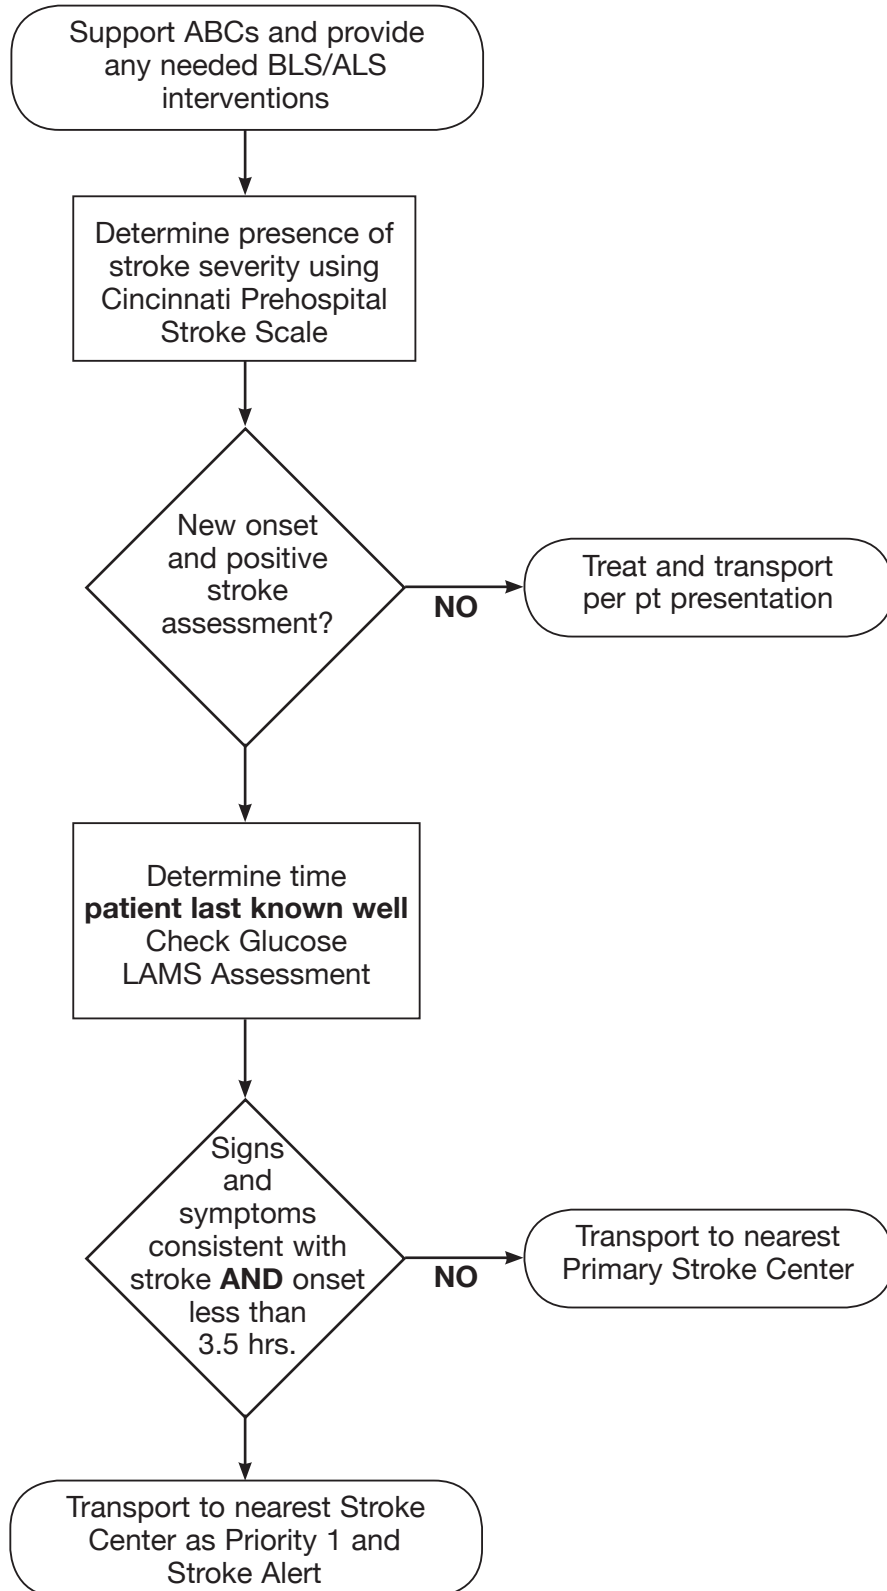 Support ABCs and provide
any needed BLS/ALS
interventions
Determine presence of
stroke severity using
Cincinnati Prehospital
Stroke Scale
New onset
and positive
stroke
assessment?
NO
Treat and transport
per pt presentation
Determine time
patient last known well
Check Glucose
LAMS Assessment
Signs
and
symptoms
consistent with
stroke AND onset
less than
3.5 hrs.
NO
Transport to nearest
Primary Stroke Center
Transport to nearest Stroke
Center as Priority 1 and
Stroke Alert